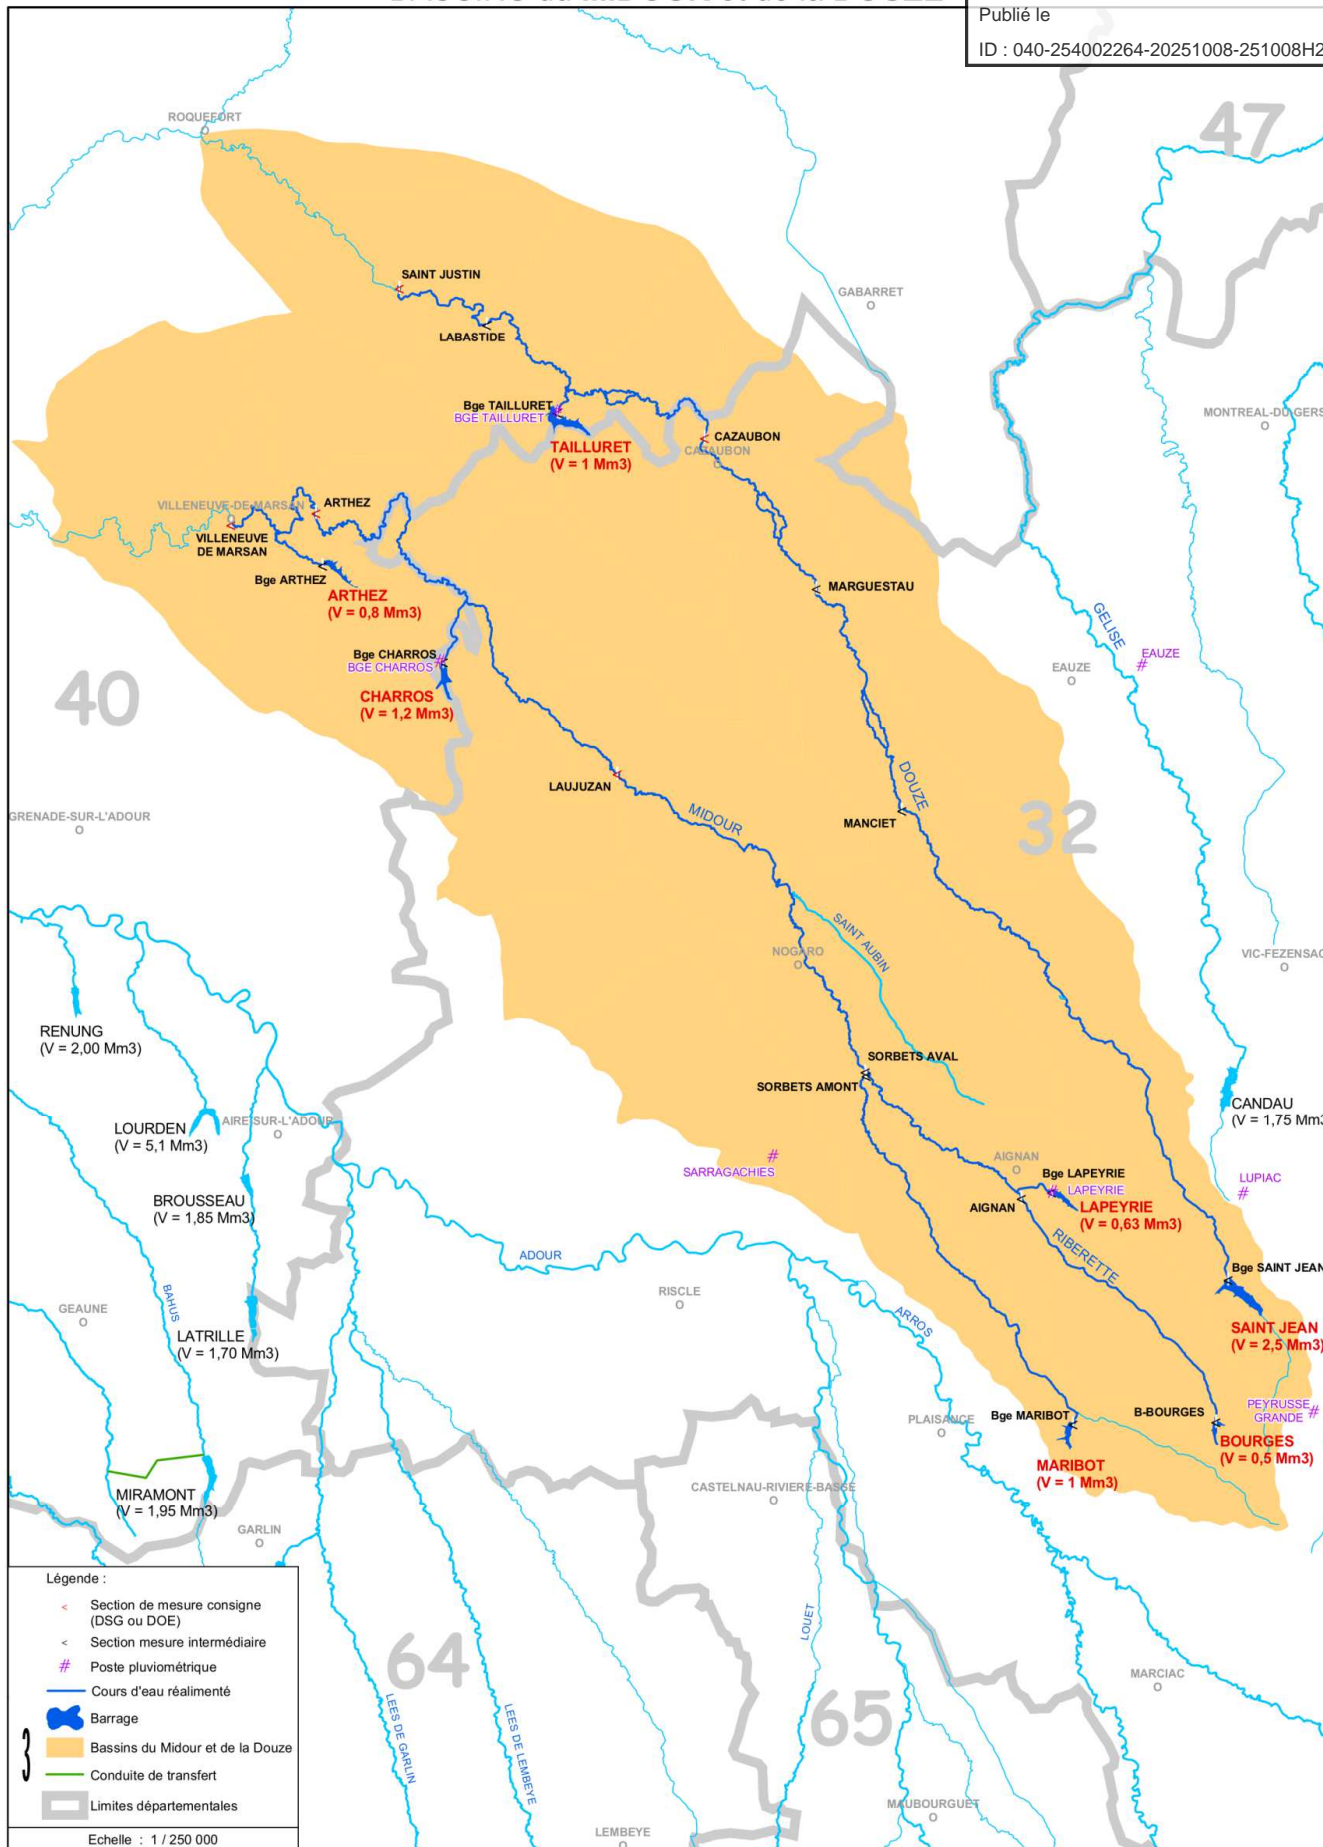 Publié le
ID : 040-254002264-20251008-251008H2
47
ROQUEFORT
SAINT JUSTIN
GABARRET
LABASTIDE
Bge TAILLURET
BGE TAILLURET
TAILLURET
(V = 1 Mm3)
CAZAUBON
CAZAUBON
MONTREAL-DU-GERS
VILLENEUVE-DE-MARSAN
ARTHEZ
VILLENEUVE
DE MARSAN
Bge ARTHEZ
ARTHEZ
(V = 0,8 Mm3)
MARGUESTAU
GELISE
EAUZE
EAUZE
Bge CHARROS
BGE CHARROS
CHARROS
(V = 1,2 Mm3)
40
LAUJUZAN
MIDOUR
DOUZE
MANCIET
32
GRENADE-SUR-L'ADOUR
SAINT AUBIN
NOGARO
VIC-FEZENSAC
RENUNG
(V = 2,00 Mm3)
SORBETS AVAL
SORBETS AMONT
CANDAU
(V = 1,75 Mm3
LOURDEN
(V = 5,1 Mm3)
AIRE-SUR-L'ADOUR
SARRAGACHIES
AIGNAN
Bge LAPEYRIE
LAPEYRIE
AIGNAN
LAPEYRIE
(V = 0,63 Mm3)
LUPIAC
BROUSSEAU
(V = 1,85 Mm3)
ADOUR
RIBERETTE
RISCLE
ARROS
Bge SAINT JEAN
SAINT JEAN
(V = 2,5 Mm3)
BAHUS
GEAUNE
LATRILLE
(V = 1,70 Mm3)
PLAISANCE
Bge MARIBOT
B-BOURGES
PEYRUSSE
GRANDE
BOURGES
(V = 0,5 Mm3)
MARIBOT
(V = 1 Mm3)
CASTELNAU-RIVIERE-BASSE
MIRAMONT
(V = 1,95 Mm3)
GARLIN
LOUET
64
65
MARCIAC
LEES DE GARLIN
LEES DE LEMBEYE
MAUBOURGUET
LEMBEYE
Légende :
Section de mesure consigne
(DSG ou DOE)
Section mesure intermédiaire
Poste pluviométrique
Cours d'eau réalimenté
Barrage
Bassins du Midour et de la Douze
Conduite de transfert
Limites départementales
3
Echelle : 1 / 250 000